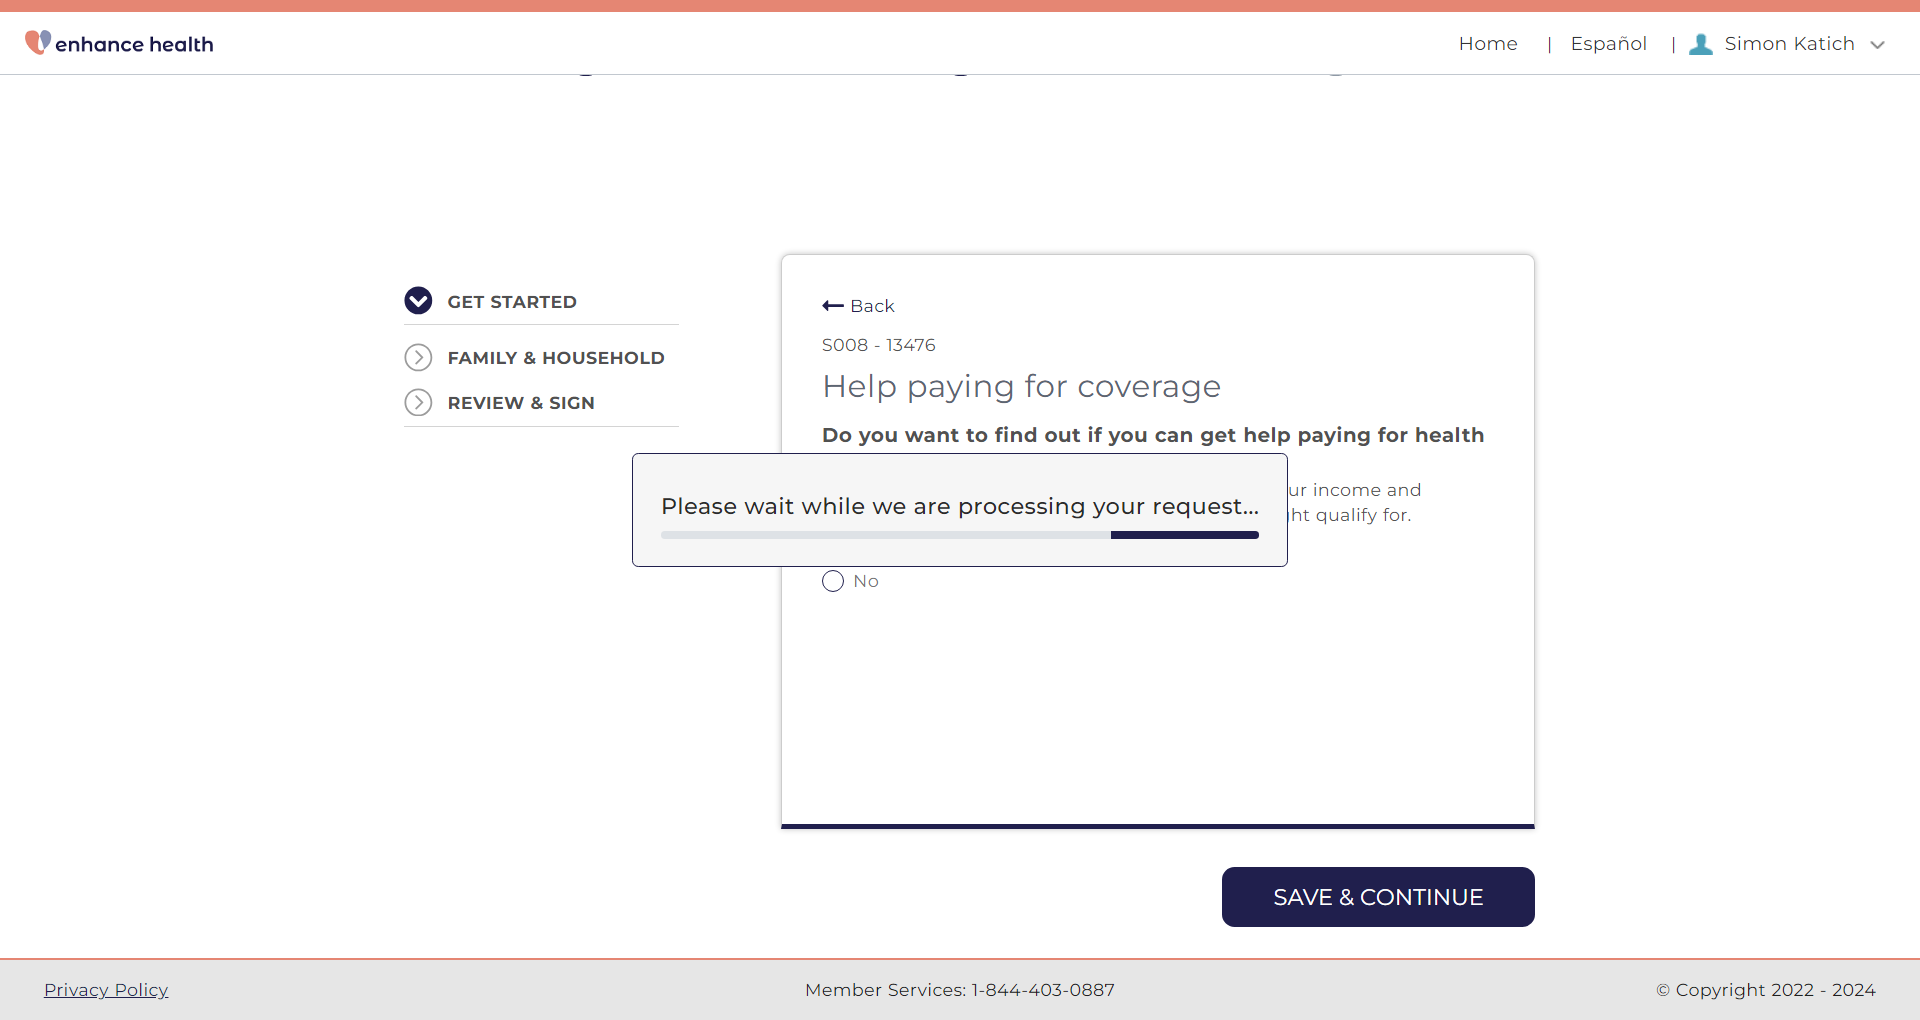 enhance health
Home | Español | Simon Katich
GET STARTED
FAMILY & HOUSEHOLD
REVIEW & SIGN
Back
S008 - 13476
Help paying for coverage
Do you want to find out if you can get help paying for health
ur income and
Please wait while we are processing your request...
qualify for.
No
SAVE & CONTINUE
Privacy Policy
Member Services: 1-844-403-0887
© Copyright 2022 - 2024